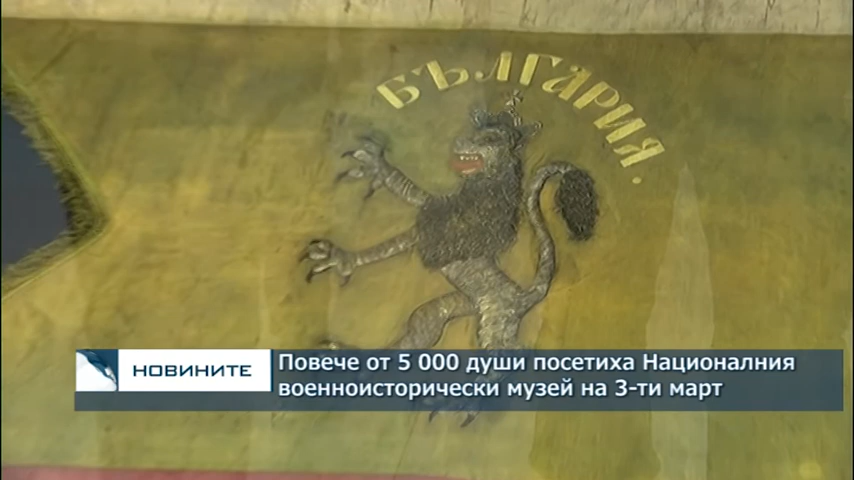 БЪЛГАРИЯ.
НОВИНИТЕ
Повече от 5 000 души посетиха Националния
военноисторически музей на 3-ти март